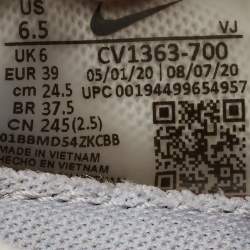 US
6.5
VJ
UK 6
CV1363-700
EUR 39
05/01/20 08/07/20
cm 24.5
UPC 00194499654957
BR 37.5
CN 245(2.5)
01BBMD54ZKCBB
MADE IN VIETNAM
HECHO EN VIETNAM